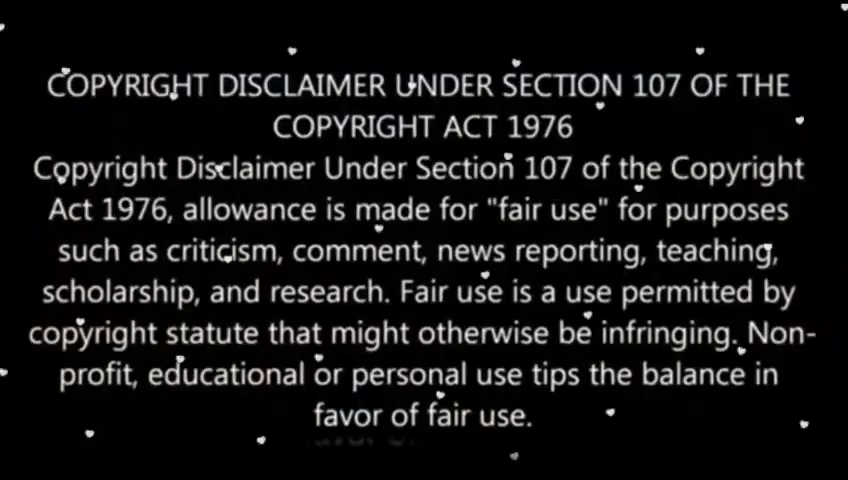 COPYRIGHT DISCLAIMER UNDER SECTION 107 OF THE
COPYRIGHT ACT 1976
Copyright Disclaimer Under Section 107 of the Copyright
Act 1976, allowance is made for "fair use" for purposes
such as criticism, comment, news reporting, teaching,
scholarship, and research. Fair use is a use permitted by
copyright statute that might otherwise be infringing. Non-
profit, educational or personal use tips the balance in
favor of fair use.